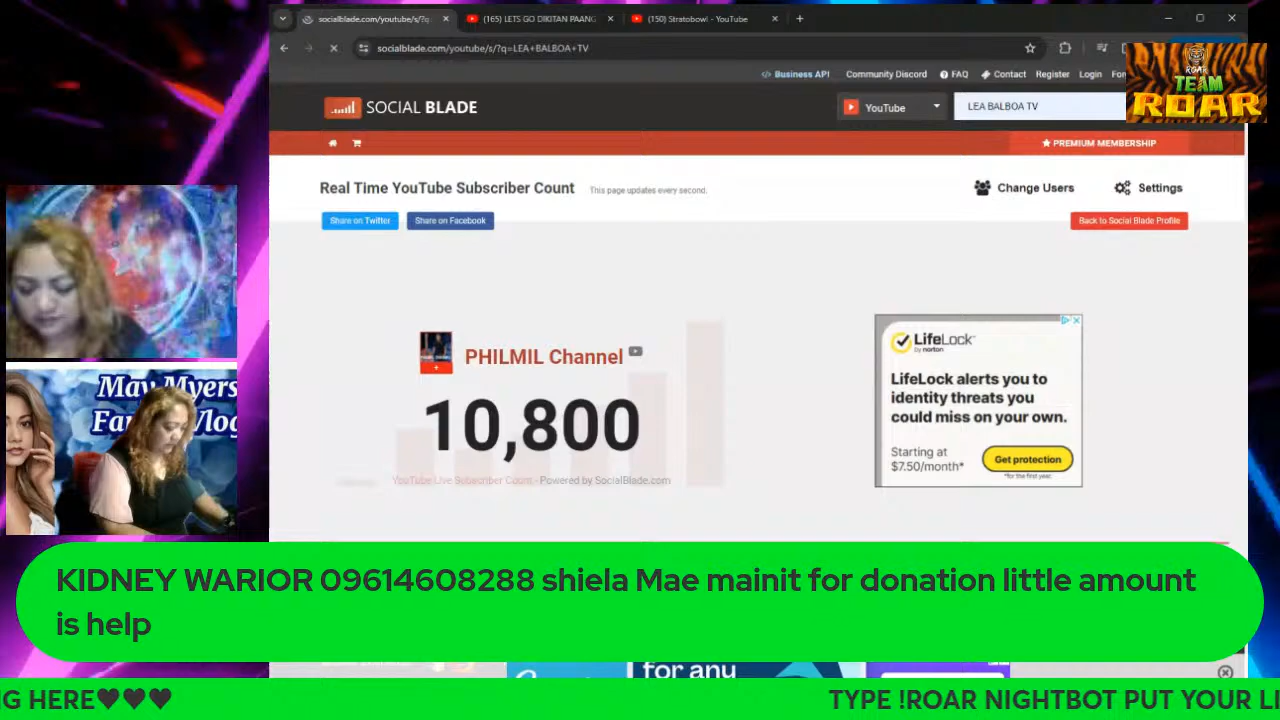 socialblade.com/youtube/s/?q=
(165) LETS GO DIKITAN PAANG
(150) Stratobowl - YouTube
socialblade.com/youtube/s/?q=LEA+BALBOA+TV
Business API
Community Discord
FAQ
Contact
Register
Login
ROAR
TEAM
ROAR
SOCIAL BLADE
YouTube
LEA BALBOA TV
PREMIUM MEMBERSHIP
Real Time YouTube Subscriber Count
This page updates every second.
Change Users
Settings
Share on Twitter
Share on Facebook
Back to Social Blade Profile
PHILMIL Channel
10,800
YouTube Live Subscriber Count - Powered by SocialBlade.com
LifeLock
by norton
LifeLock alerts you to
identity threats you
could miss on your own.
Starting at
$7.50/month*
Get protection
*for the first year.
May Myers
KIDNEY WARIOR 09614608288 shiela Mae mainit for donation little amount
is help
for any
G HERE♥♥♥
TYPE !ROAR NIGHTBOT PUT YOUR LI